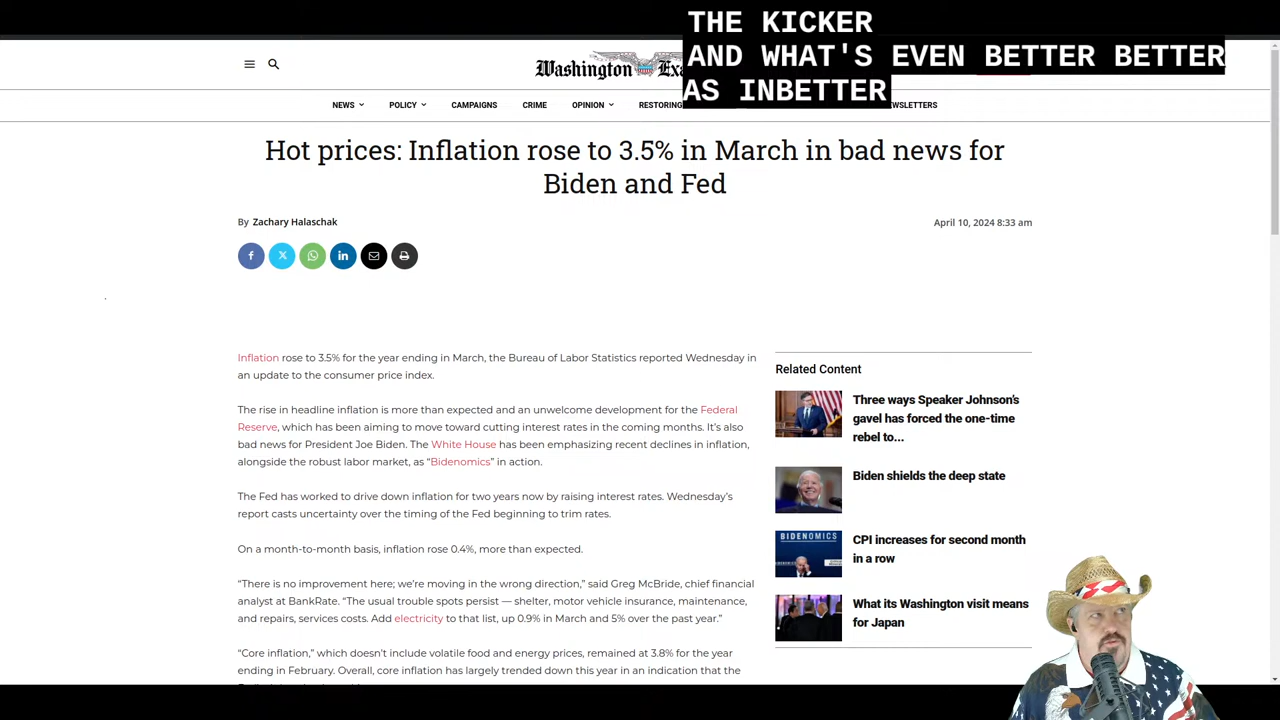 THE KICKER
AND WHAT'S EVEN BETTER BETTER
AS INBETTER
Washington Exa
NEWS
POLICY
CAMPAIGNS
CRIME
OPINION
RESTORING
WSLETTERS
Hot prices: Inflation rose to 3.5% in March in bad news for
Biden and Fed
By Zachary Halaschak
April 10, 2024 8:33 am
Inflation rose to 3.5% for the year ending in March, the Bureau of Labor Statistics reported Wednesday in
an update to the consumer price index.
The rise in headline inflation is more than expected and an unwelcome development for the Federal
Reserve, which has been aiming to move toward cutting interest rates in the coming months. It's also
bad news for President Joe Biden. The White House has been emphasizing recent declines in inflation,
alongside the robust labor market, as “Bidenomics” in action.
The Fed has worked to drive down inflation for two years now by raising interest rates. Wednesday's
report casts uncertainty over the timing of the Fed beginning to trim rates.
On a month-to-month basis, inflation rose 0.4%, more than expected.
“There is no improvement here; we're moving in the wrong direction,” said Greg McBride, chief financial
analyst at BankRate. “The usual trouble spots persist — shelter, motor vehicle insurance, maintenance,
and repairs, services costs. Add electricity to that list, up 0.9% in March and 5% over the past year.”
“Core inflation,” which doesn't include volatile food and energy prices, remained at 3.8% for the year
ending in February. Overall, core inflation has largely trended down this year in an indication that the
Related Content
Three ways Speaker Johnson's
gavel has forced the one-time
rebel to...
Biden shields the deep state
BIDENOMICS
CPI increases for second month
in a row
What its Washington visit means
for Japan